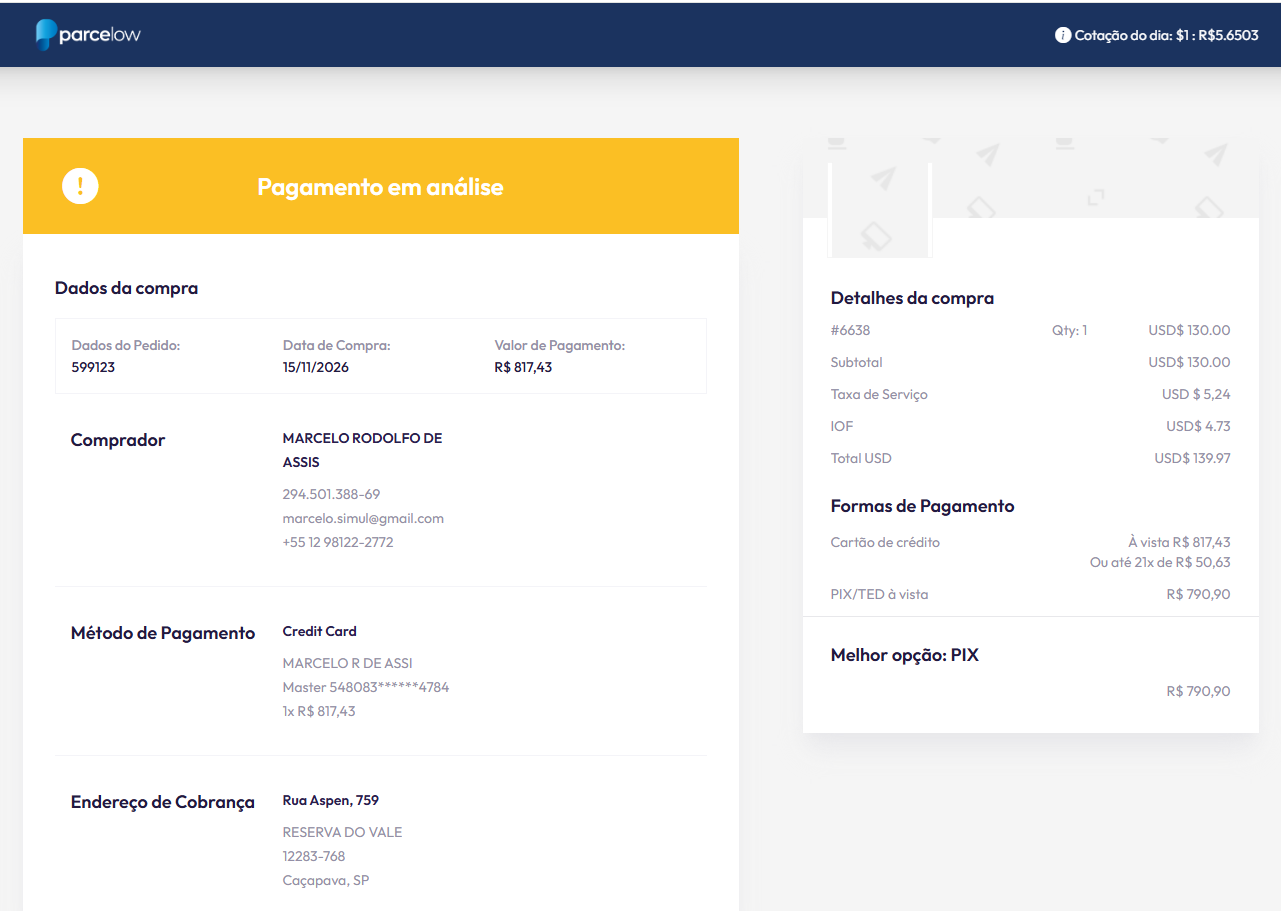 parcelow
Cotação do dia: $1 : R$5.6503
Pagamento em análise
Dados da compra
Dados do Pedido: Data de Compra: Valor de Pagamento:
599123 15/11/2026 R$ 817,43
Comprador
MARCELO RODOLFO DE
ASSIS
294.501.388-69
marcelo.simul@gmail.com
+55 12 98122-2772
Método de Pagamento
Credit Card
MARCELO R DE ASSI
Master 548083******4784
1x R$ 817,43
Endereço de Cobrança
Rua Aspen, 759
RESERVA DO VALE
12283-768
Caçapava, SP
Detalhes da compra
#6638 Qty: 1 USD$ 130.00
Subtotal USD$ 130.00
Taxa de Serviço USD $ 5,24
IOF USD$ 4.73
Total USD USD$ 139.97
Formas de Pagamento
Cartão de crédito À vista R$ 817,43
Ou até 21x de R$ 50,63
PIX/TED à vista R$ 790,90
Melhor opção: PIX
R$ 790,90